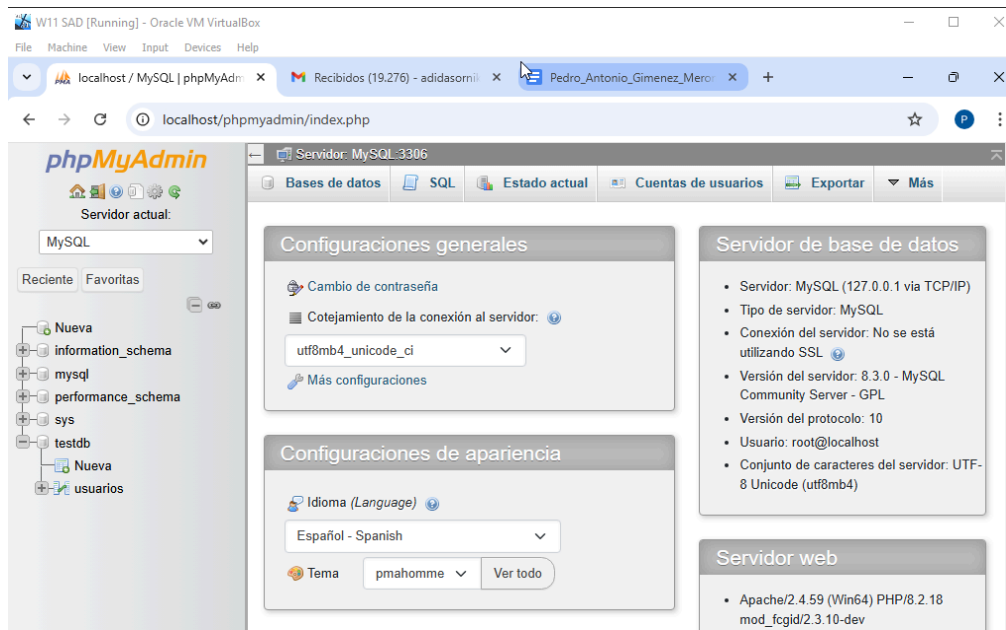 W11 SAD [Running] - Oracle VM VirtualBox
File Machine View Input Devices Help
localhost / MySQL | phpMyAdm
Recibidos (19.276) - adidasornik
Pedro_Antonio_Gimenez_Meror
localhost/phpmyadmin/index.php
P
phpMyAdmin
Servidor actual:
MySQL
Reciente Favoritas
Nueva
information_schema
mysql
performance_schema
sys
testdb
Nueva
usuarios
Servidor: MySQL:3306
Bases de datos SQL Estado actual Cuentas de usuarios Exportar Más
Configuraciones generales
Cambio de contraseña
Cotejamiento de la conexión al servidor:
utf8mb4_unicode_ci
Más configuraciones
Configuraciones de apariencia
Idioma (Language)
Español - Spanish
Tema pmahomme Ver todo
Servidor de base de datos
Servidor: MySQL (127.0.0.1 via TCP/IP)
Tipo de servidor: MySQL
Conexión del servidor: No se está
utilizando SSL
Versión del servidor: 8.3.0 - MySQL
Community Server - GPL
Versión del protocolo: 10
Usuario: root@localhost
Conjunto de caracteres del servidor: UTF-
8 Unicode (utf8mb4)
Servidor web
Apache/2.4.59 (Win64) PHP/8.2.18
mod_fcgid/2.3.10-dev